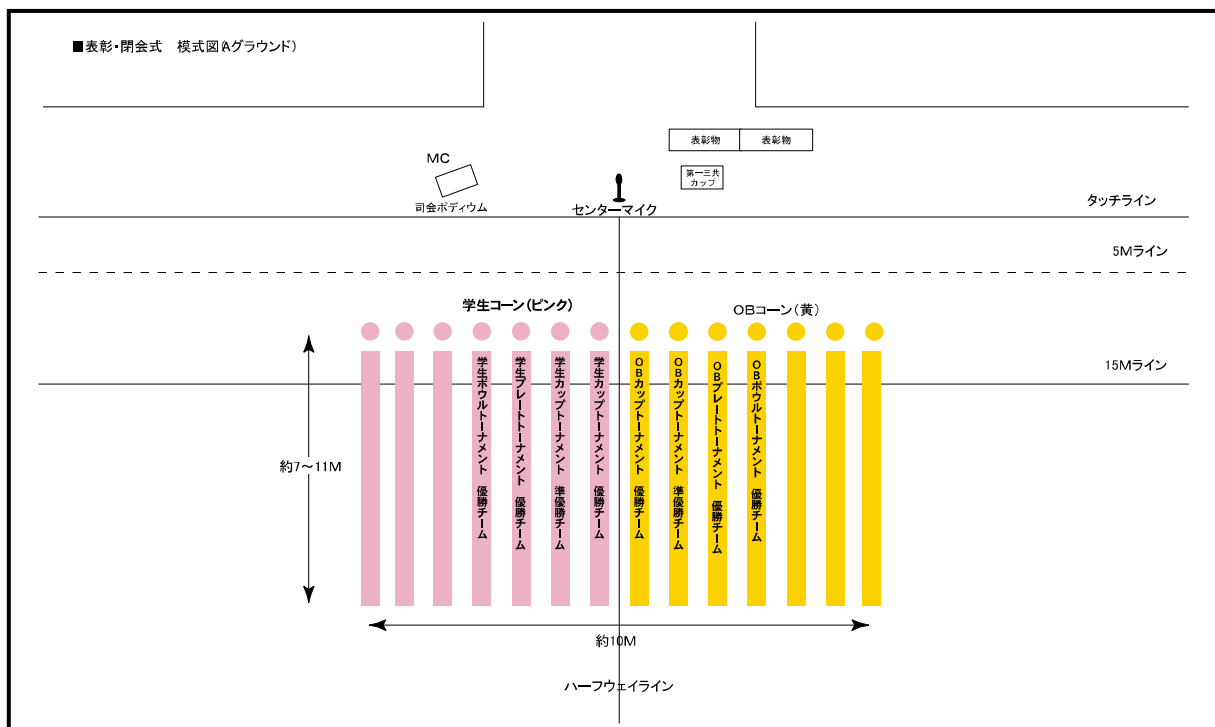 ■表彰・閉会式　模式図(Aグラウンド)
表彰物
表彰物
MC
第一三共
カップ
司会ポディウム
センターマイク
タッチライン
5Mライン
学生コーン(ピンク)
OBコーン(黄)
15Mライン
学生ボウルトーナメント　優勝チーム
学生プレートトーナメント　優勝チーム
学生カップトーナメント　準優勝チーム
学生カップトーナメント　優勝チーム
OBカップトーナメント　優勝チーム
OBカップトーナメント　準優勝チーム
OBプレートトーナメント　優勝チーム
OBボウルトーナメント　優勝チーム
約7～11M
約10M
ハーフウェイライン